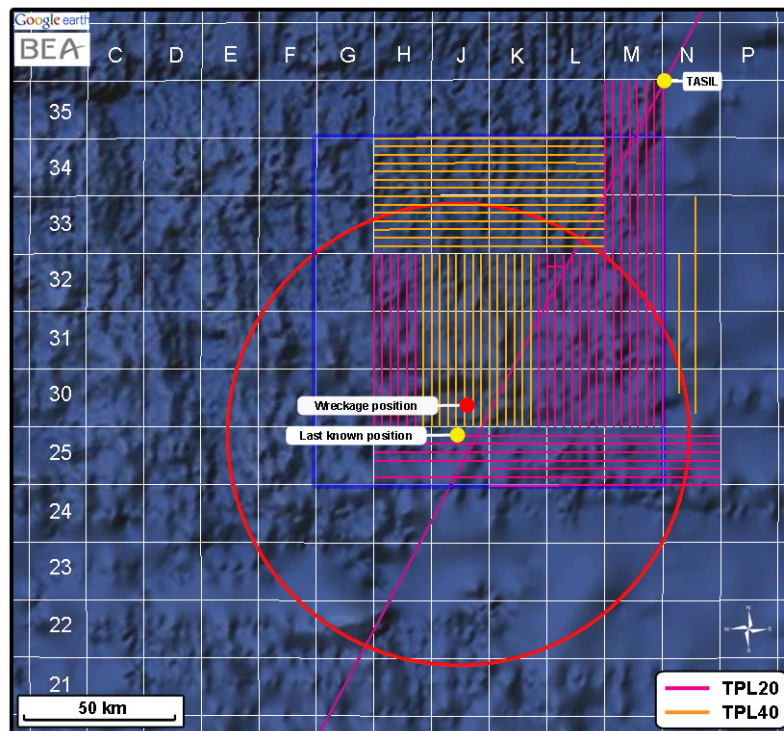 Google earth
BEA
C D E F G H J K L M N P
TASIL
35
34
33
32
31
30
Wreckage position
Last known position
25
24
23
22
N
W E
S
21
50 km
TPL20
TPL40